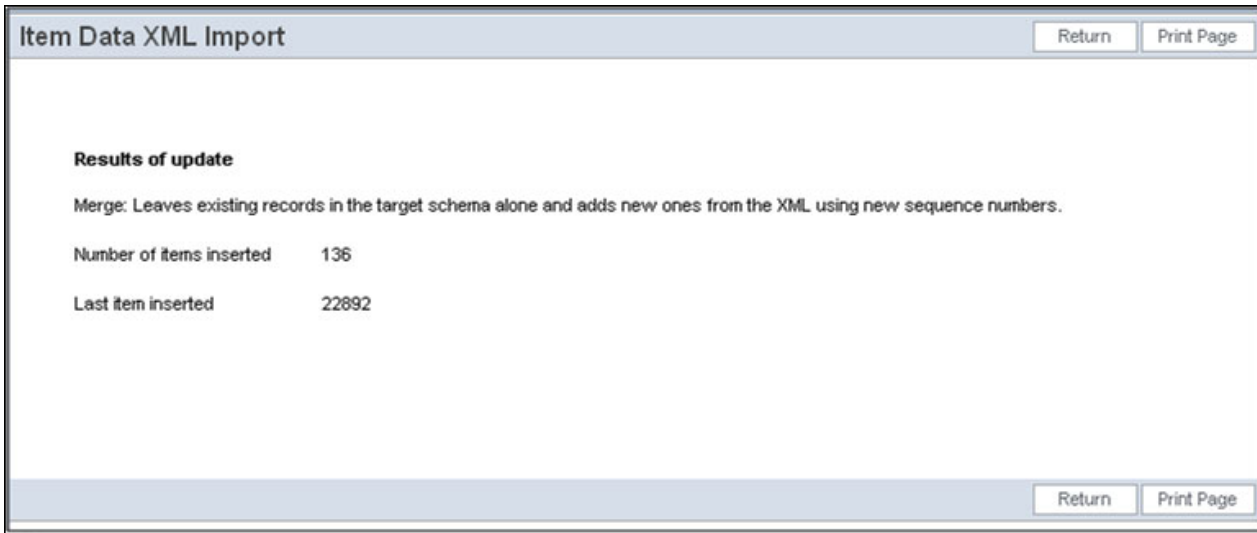 Item Data XML Import
Return Print Page
Results of update
Merge: Leaves existing records in the target schema alone and adds new ones from the XML using new sequence numbers.
Number of items inserted 136
Last item inserted 22892
Return Print Page